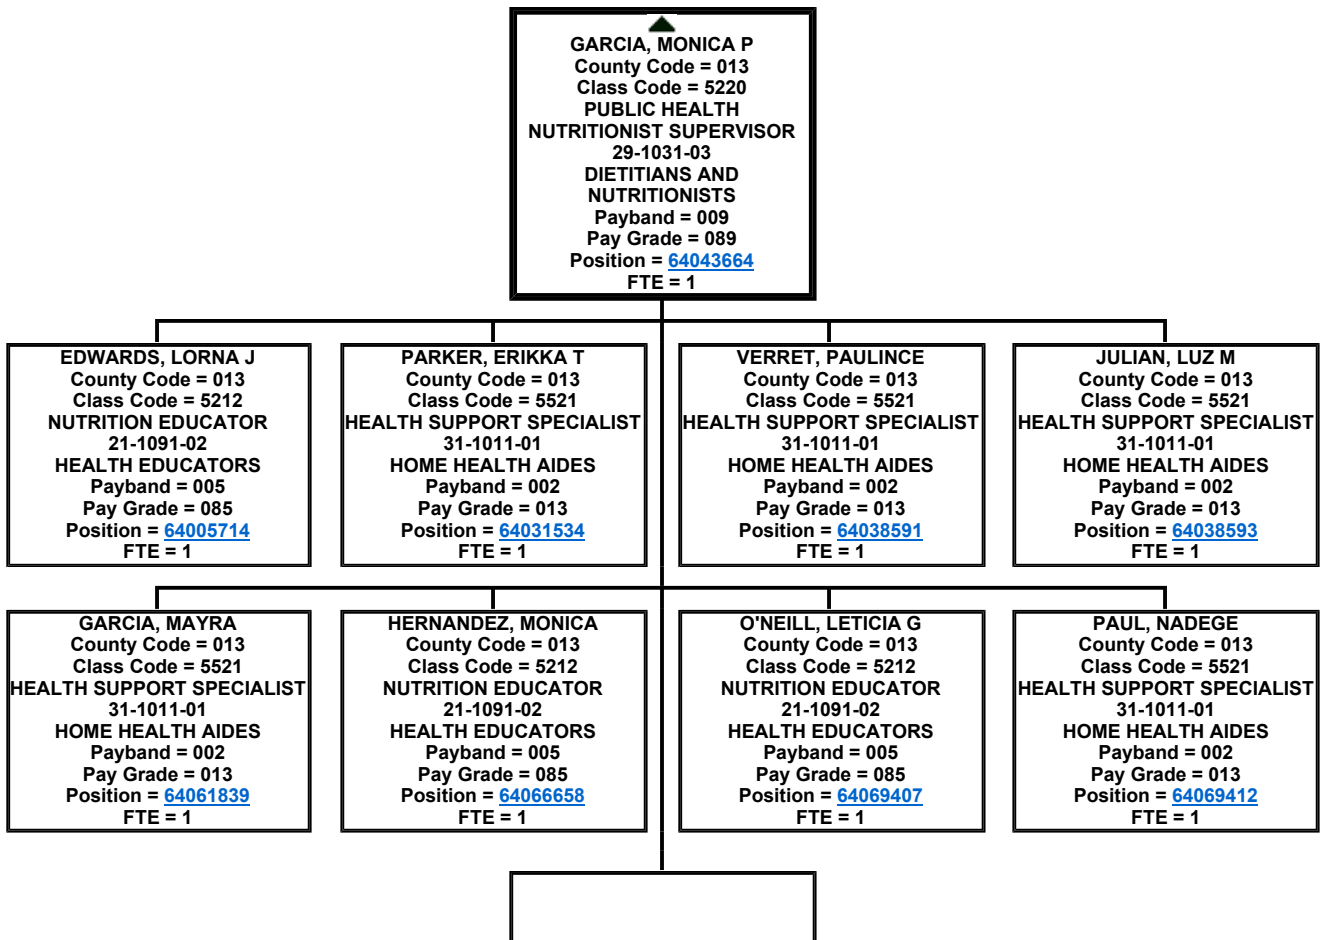 GARCIA, MONICA P
County Code = 013
Class Code = 5220
PUBLIC HEALTH
NUTRITIONIST SUPERVISOR
29-1031-03
DIETITIANS AND
NUTRITIONISTS
Payband = 009
Pay Grade = 089
Position = 64043664
FTE = 1
EDWARDS, LORNA J
County Code = 013
Class Code = 5212
NUTRITION EDUCATOR
21-1091-02
HEALTH EDUCATORS
Payband = 005
Pay Grade = 085
Position = 64005714
FTE = 1
PARKER, ERIKKA T
County Code = 013
Class Code = 5521
HEALTH SUPPORT SPECIALIST
31-1011-01
HOME HEALTH AIDES
Payband = 002
Pay Grade = 013
Position = 64031534
FTE = 1
VERRET, PAULINCE
County Code = 013
Class Code = 5521
HEALTH SUPPORT SPECIALIST
31-1011-01
HOME HEALTH AIDES
Payband = 002
Pay Grade = 013
Position = 64038591
FTE = 1
JULIAN, LUZ M
County Code = 013
Class Code = 5521
HEALTH SUPPORT SPECIALIST
31-1011-01
HOME HEALTH AIDES
Payband = 002
Pay Grade = 013
Position = 64038593
FTE = 1
GARCIA, MAYRA
County Code = 013
Class Code = 5521
HEALTH SUPPORT SPECIALIST
31-1011-01
HOME HEALTH AIDES
Payband = 002
Pay Grade = 013
Position = 64061839
FTE = 1
HERNANDEZ, MONICA
County Code = 013
Class Code = 5212
NUTRITION EDUCATOR
21-1091-02
HEALTH EDUCATORS
Payband = 005
Pay Grade = 085
Position = 64066658
FTE = 1
O'NEILL, LETICIA G
County Code = 013
Class Code = 5212
NUTRITION EDUCATOR
21-1091-02
HEALTH EDUCATORS
Payband = 005
Pay Grade = 085
Position = 64069407
FTE = 1
PAUL, NADEGE
County Code = 013
Class Code = 5521
HEALTH SUPPORT SPECIALIST
31-1011-01
HOME HEALTH AIDES
Payband = 002
Pay Grade = 013
Position = 64069412
FTE = 1